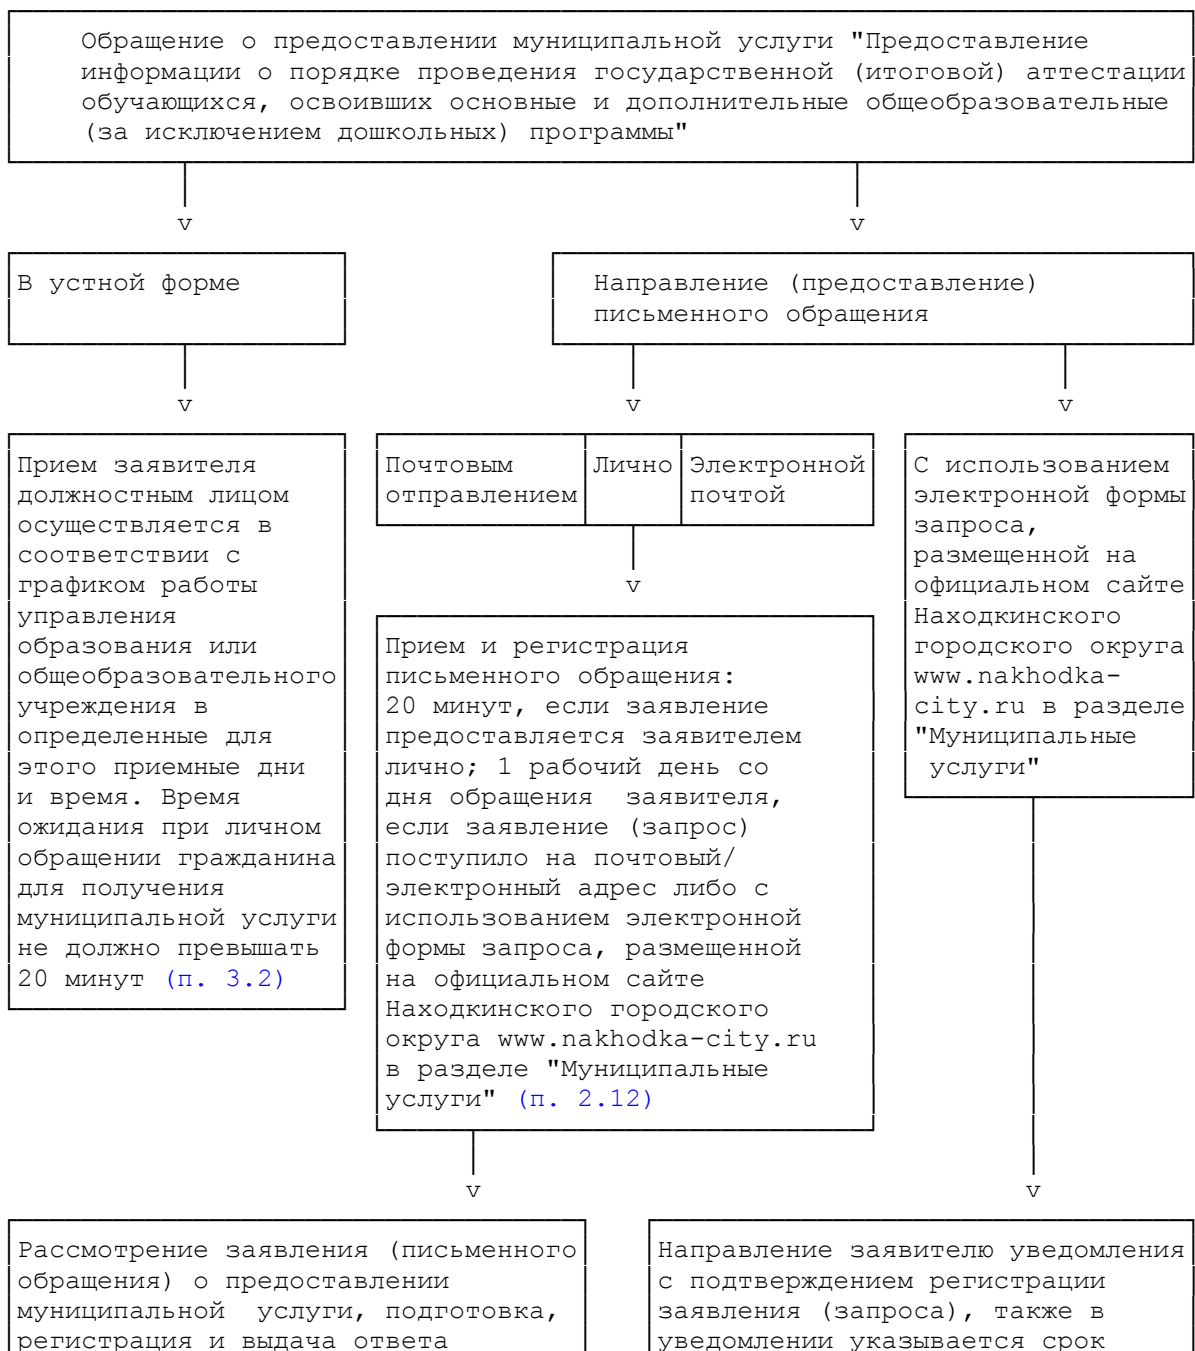 Обращение о предоставлении муниципальной услуги "Предоставление
информации о порядке проведения государственной (итоговой) аттестации
обучающихся, освоивших основные и дополнительные общеобразовательные
(за исключением дошкольных) программы"
v
v
В устной форме
Направление (предоставление)
письменного обращения
v
v
v
Прием заявителя
должностным лицом
осуществляется в
соответствии с
графиком работы
управления
образования или
общеобразовательного
учреждения в
определенные для
этого приемные дни
и время. Время
ожидания при личном
обращении гражданина
для получения
муниципальной услуги
не должно превышать
20 минут (п. 3.2)
Почтовым
отправлением
Лично
Электронной
почтой
v
Прием и регистрация
письменного обращения:
20 минут, если заявление
предоставляется заявителем
лично; 1 рабочий день со
дня обращения  заявителя,
если заявление (запрос)
поступило на почтовый/
электронный адрес либо с
использованием электронной
формы запроса, размещенной
на официальном сайте
Находкинского городского
округа www.nakhodka-city.ru
в разделе "Муниципальные
услуги" (п. 2.12)
С использованием
электронной формы
запроса,
размещенной на
официальном сайте
Находкинского
городского округа
www.nakhodka-
city.ru в разделе
"Муниципальные
услуги"
v
v
Рассмотрение заявления (письменного
обращения) о предоставлении
муниципальной  услуги, подготовка,
регистрация и выдача ответа
Направление заявителю уведомления
с подтверждением регистрации
заявления (запроса), также в
уведомлении указывается срок